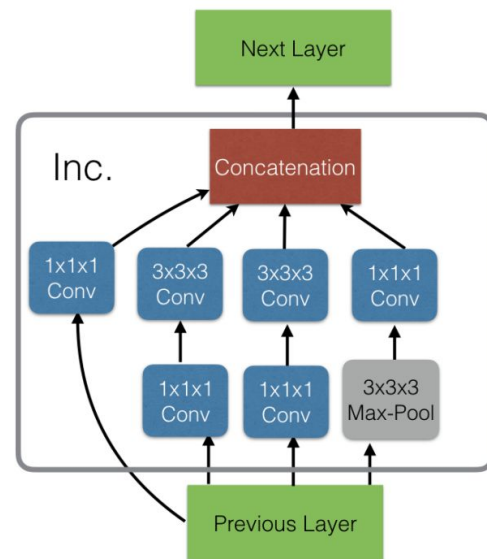 Next Layer
Inc.
Concatenation
1x1x1
Conv
3x3x3
Conv
3x3x3
Conv
1x1x1
Conv
1x1x1
Conv
1x1x1
Conv
3x3x3
Max-Pool
Previous Layer